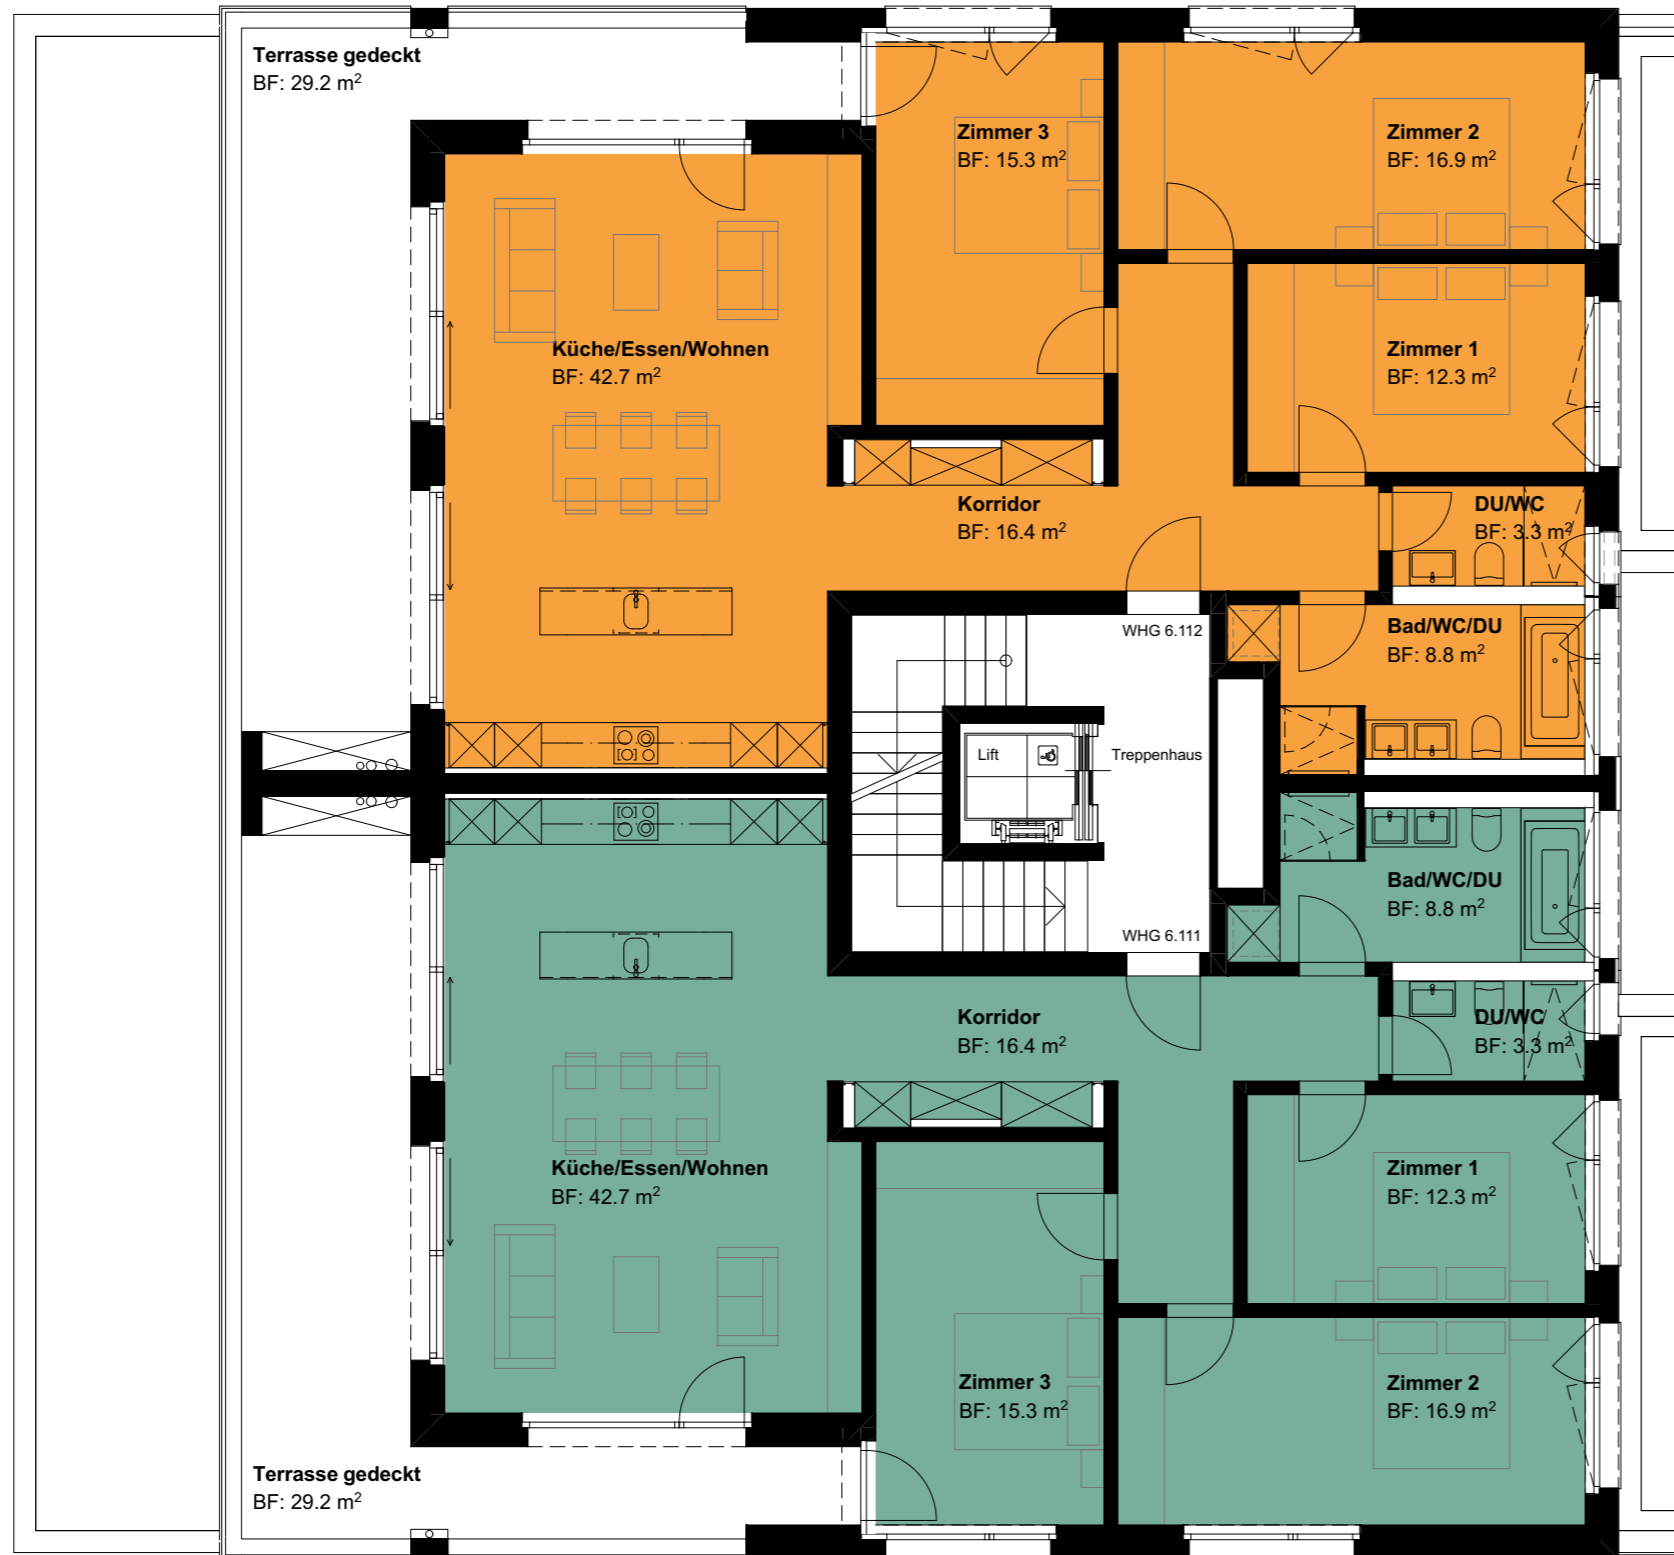 Terrasse gedeckt
BF: 29.2 m²
Zimmer 3
BF: 15.3 m²
Zimmer 2
BF: 16.9 m²
Küche/Essen/Wohnen
BF: 42.7 m²
Zimmer 1
BF: 12.3 m²
Korridor
BF: 16.4 m²
DU/WC
BF: 3.3 m²
WHG 6.112
Bad/WC/DU
BF: 8.8 m²
Lift
Treppenhaus
Bad/WC/DU
BF: 8.8 m²
WHG 6.111
Korridor
BF: 16.4 m²
DU/WC
BF: 3.3 m²
Küche/Essen/Wohnen
BF: 42.7 m²
Zimmer 1
BF: 12.3 m²
Zimmer 3
BF: 15.3 m²
Zimmer 2
BF: 16.9 m²
Terrasse gedeckt
BF: 29.2 m²